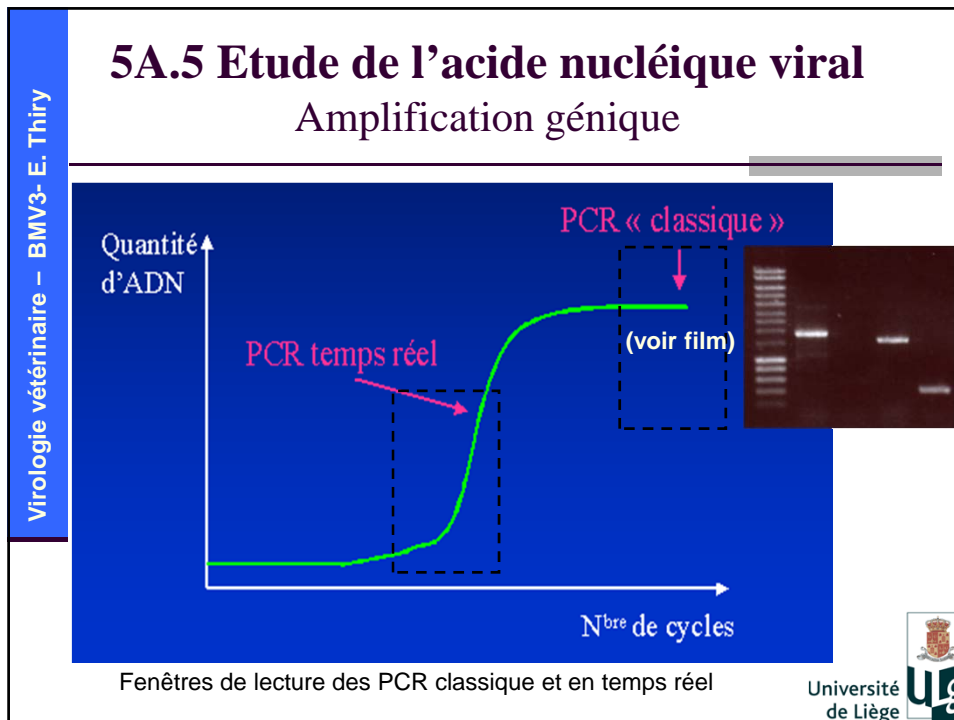 5A.5 Etude de l’acide nucléique viral
Amplification génique
Virologie vétérinaire – BMV3- E. Thiry
Quantité
d’ADN
PCR « classique »
(voir film)
PCR temps réel
Nbre de cycles
Fenêtres de lecture des PCR classique et en temps réel
Université
de Liège